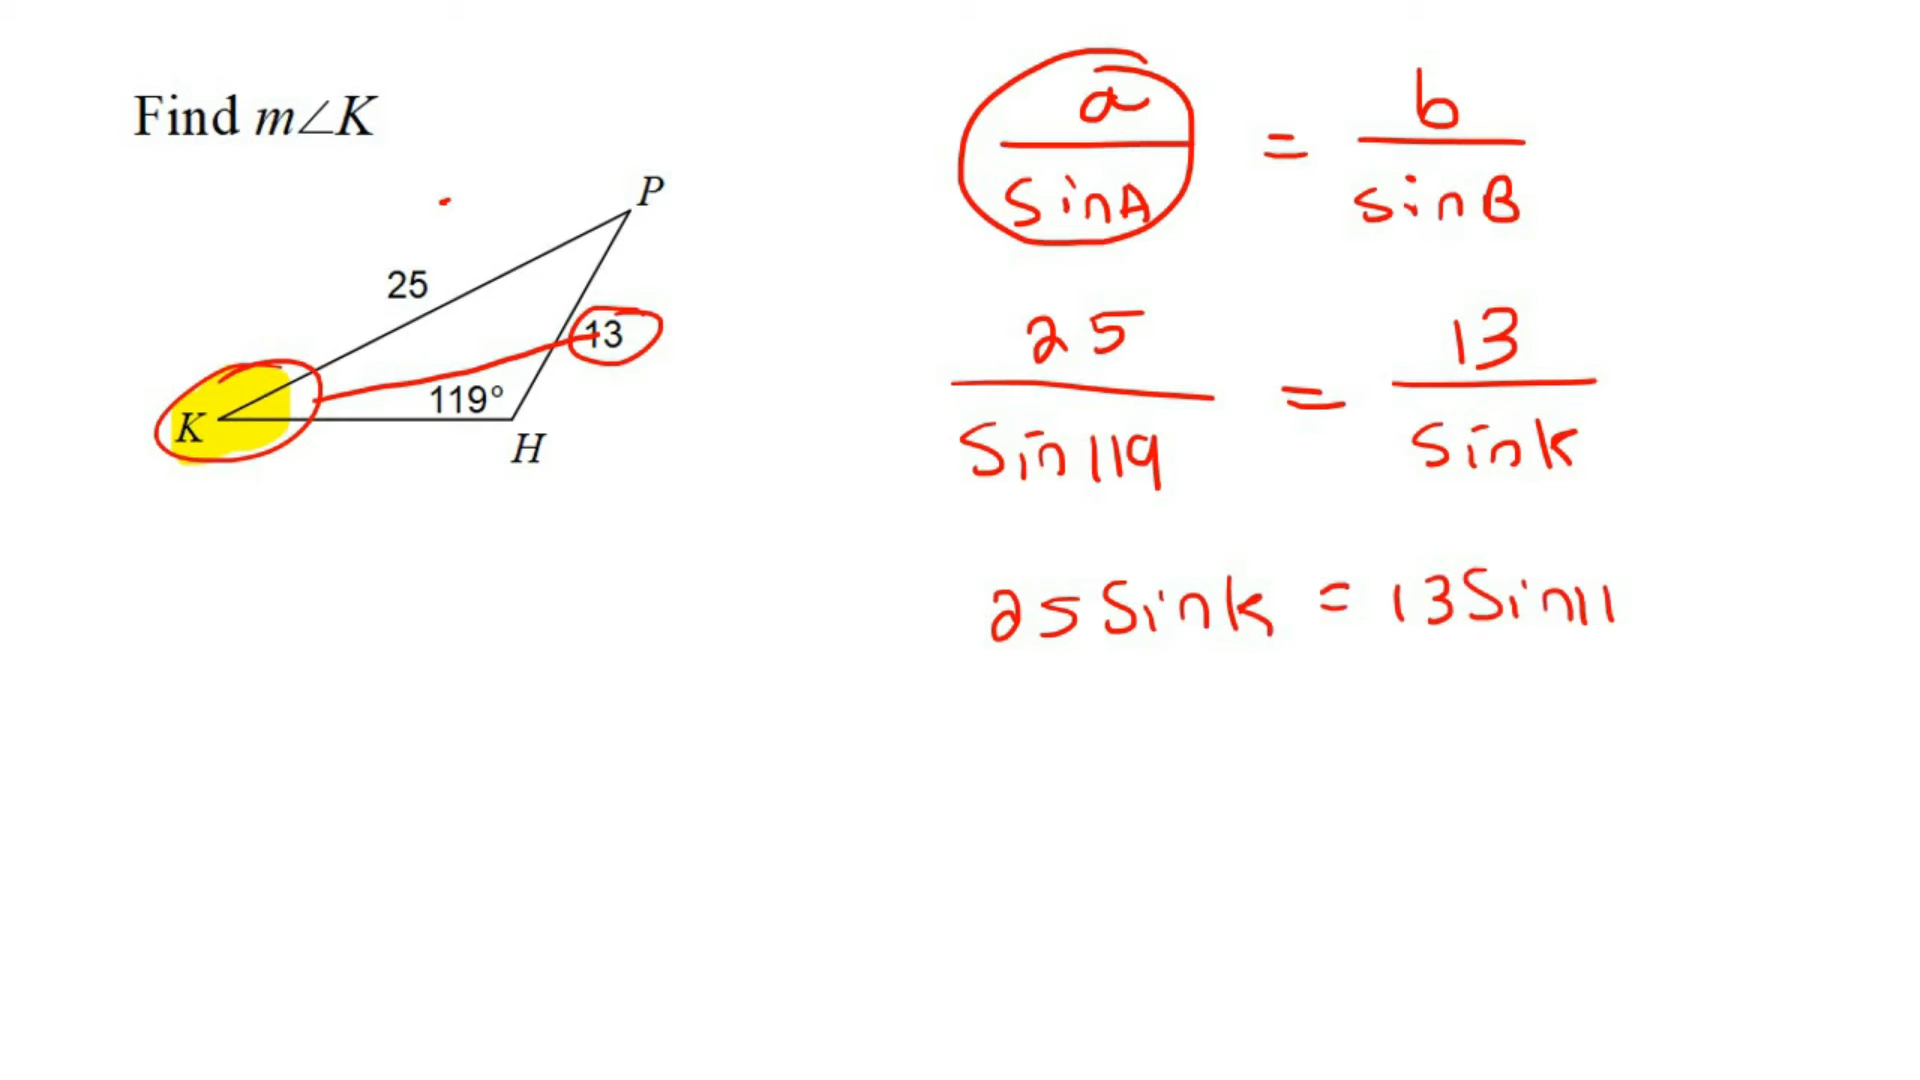 Find m∠K
P
25
13
119°
K
H
a/sinA = b/sinB
25/Sin119 = 13/Sink
25Sink = 13Sin11